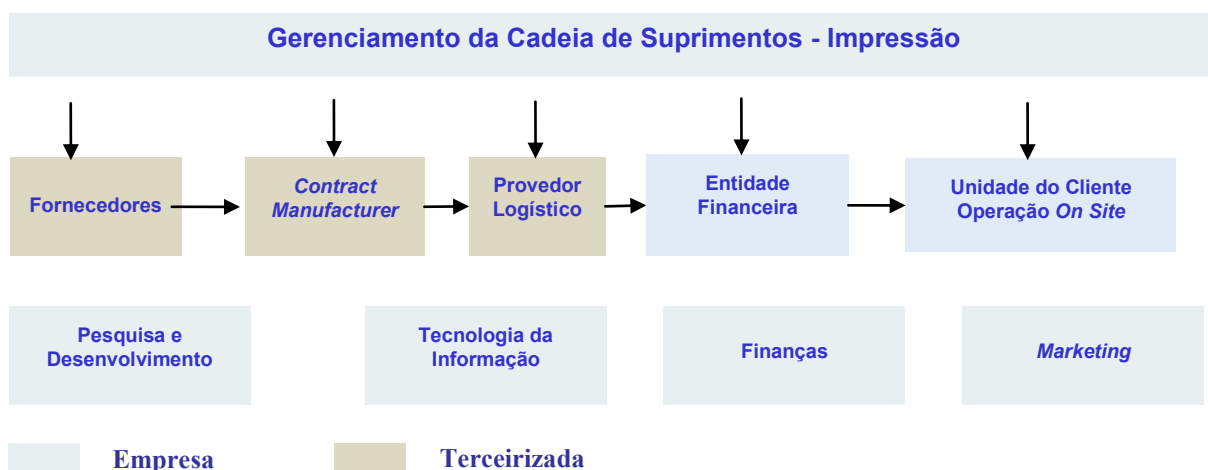 Gerenciamento da Cadeia de Suprimentos - Impressão
Fornecedores
Contract
Manufacturer
Provedor
Logístico
Entidade
Financeira
Unidade do Cliente
Operação On Site
Pesquisa e
Desenvolvimento
Tecnologia da
Informação
Finanças
Marketing
Empresa
Terceirizada